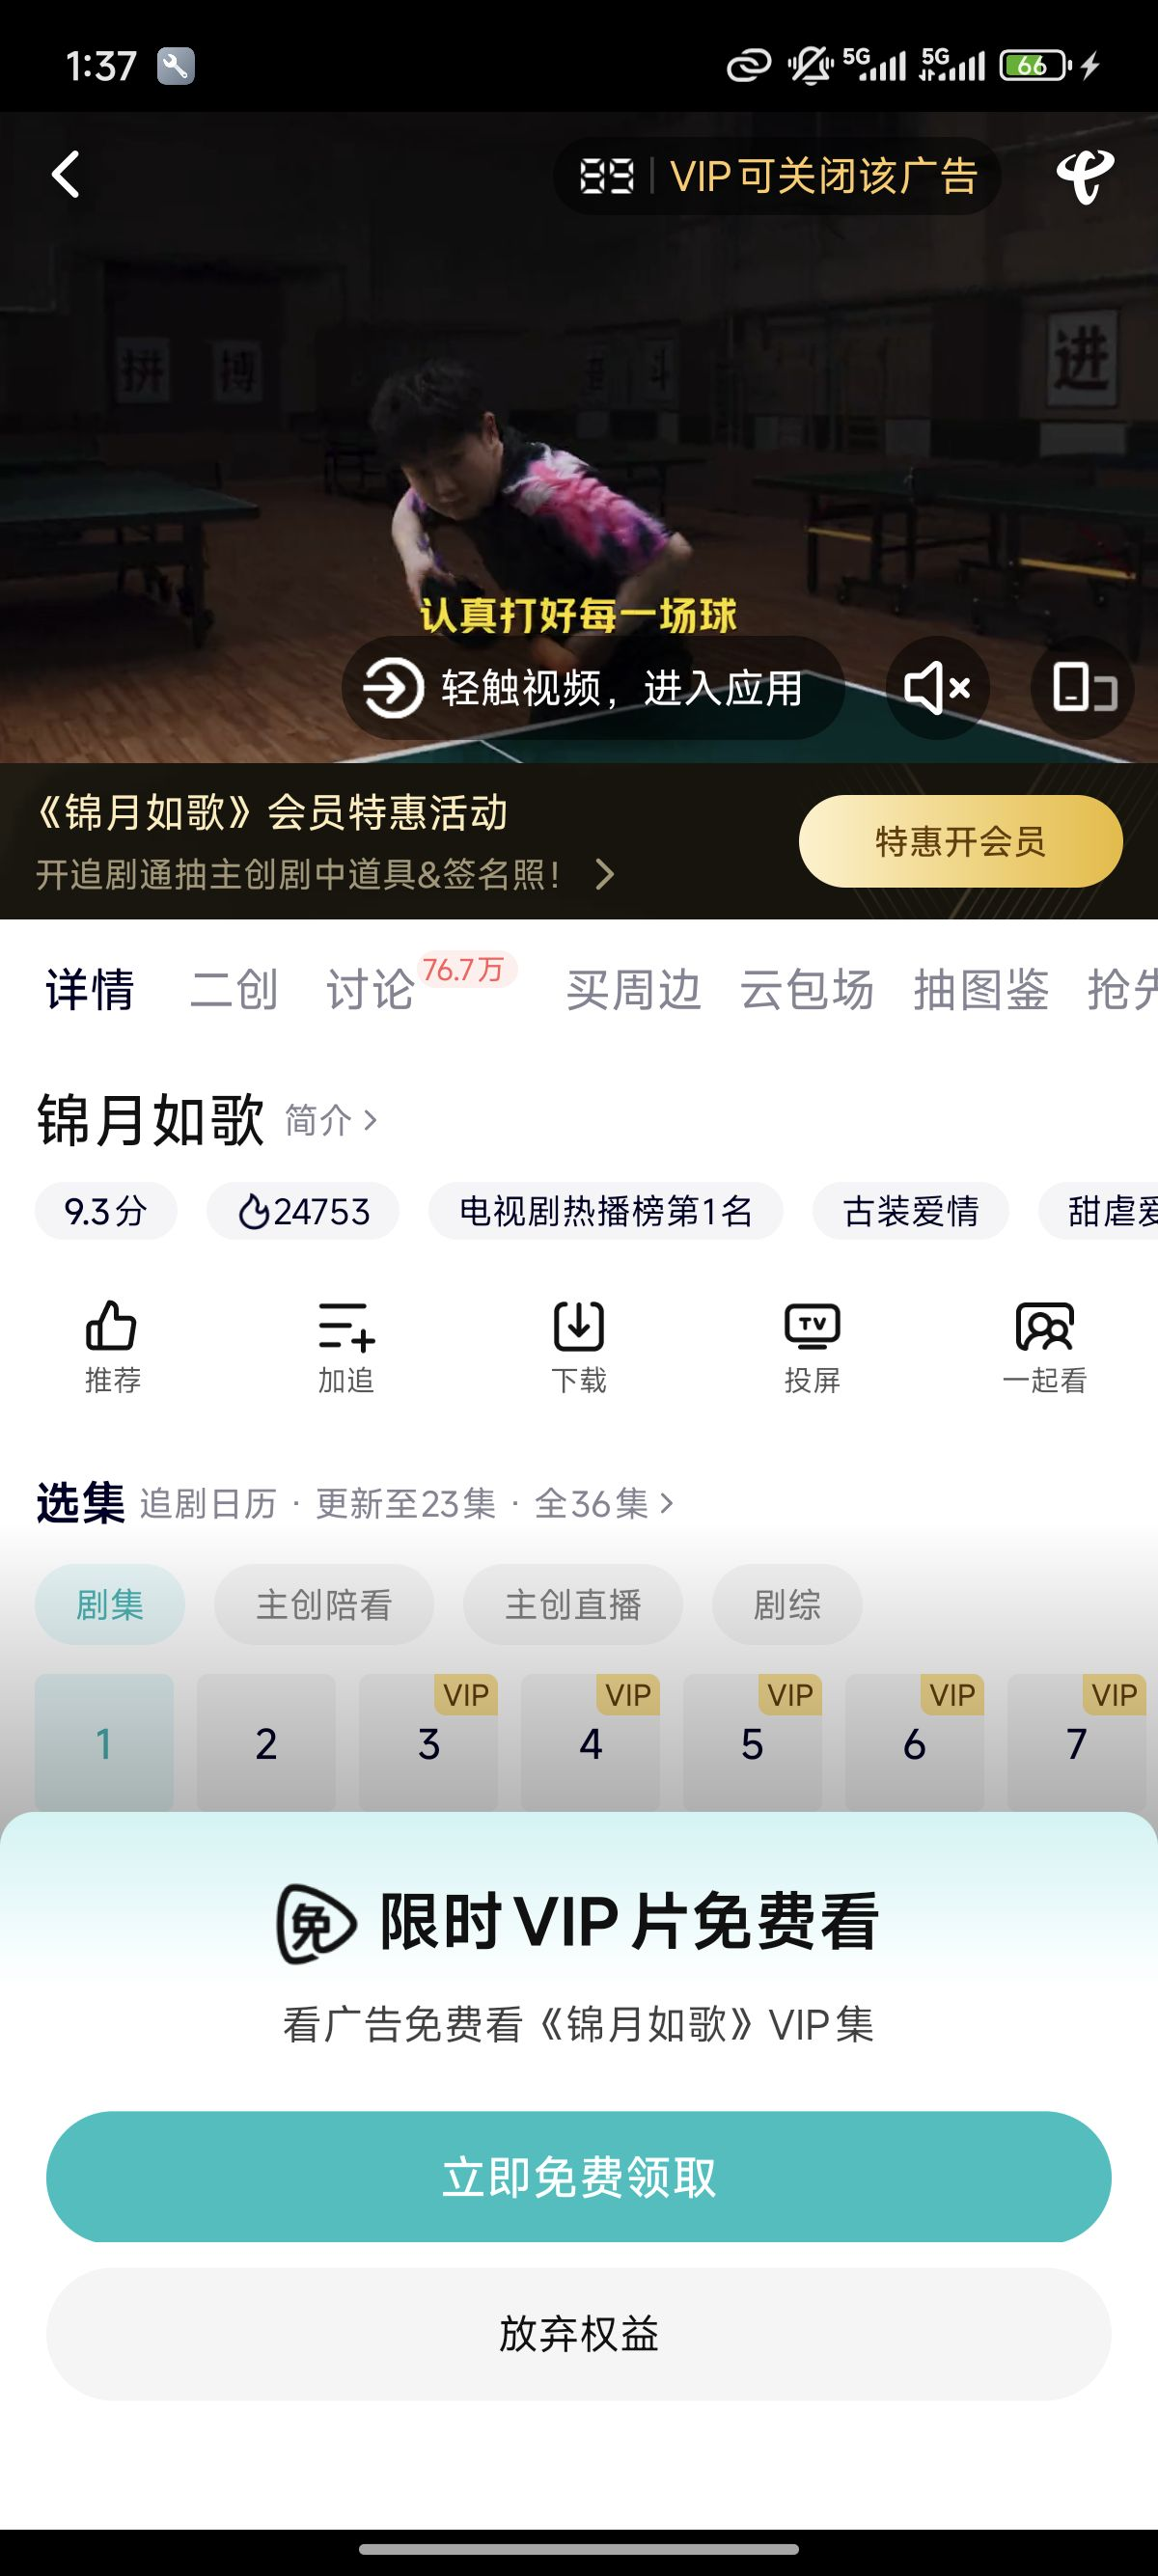 1:37
5G
5G
66
VIP可关闭该广告
拼 搏
斗
进
认真打好每一场球
轻触视频，进入应用
《锦月如歌》会员特惠活动
开追剧通抽主创剧中道具&签名照！
特惠开会员
详情 二创 讨论 76.7万 买周边 云包场 抽图鉴 抢先
锦月如歌 简介
9.3分 24753 电视剧热播榜第1名 古装爱情 甜虐爱
推荐 加追 下载 TV 投屏 一起看
选集 追剧日历 · 更新至23集 · 全36集
剧集 主创陪看 主创直播 剧综
VIP VIP VIP VIP VIP
1 2 3 4 5 6 7
免 限时VIP片免费看
看广告免费看《锦月如歌》VIP集
立即免费领取
放弃权益